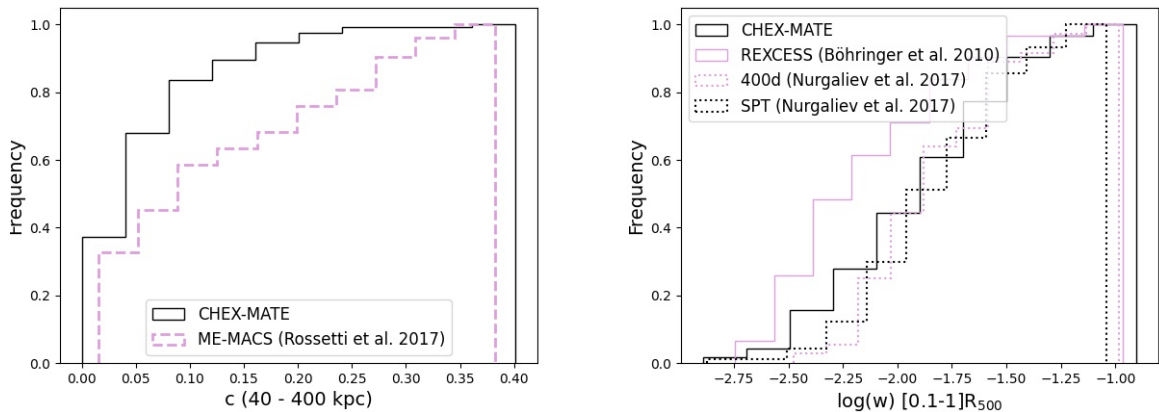 1.0
0.8
0.6
0.4
0.2
0.0
Frequency
0.00 0.05 0.10 0.15 0.20 0.25 0.30 0.35 0.40
c (40 - 400 kpc)
CHEX-MATE
ME-MACS (Rossetti et al. 2017)
1.0
0.8
0.6
0.4
0.2
0.0
Frequency
−2.75 −2.50 −2.25 −2.00 −1.75 −1.50 −1.25 −1.00
log(w) [0.1-1]R₅₀₀
CHEX-MATE
REXCESS (Böhringer et al. 2010)
400d (Nurgaliev et al. 2017)
SPT (Nurgaliev et al. 2017)